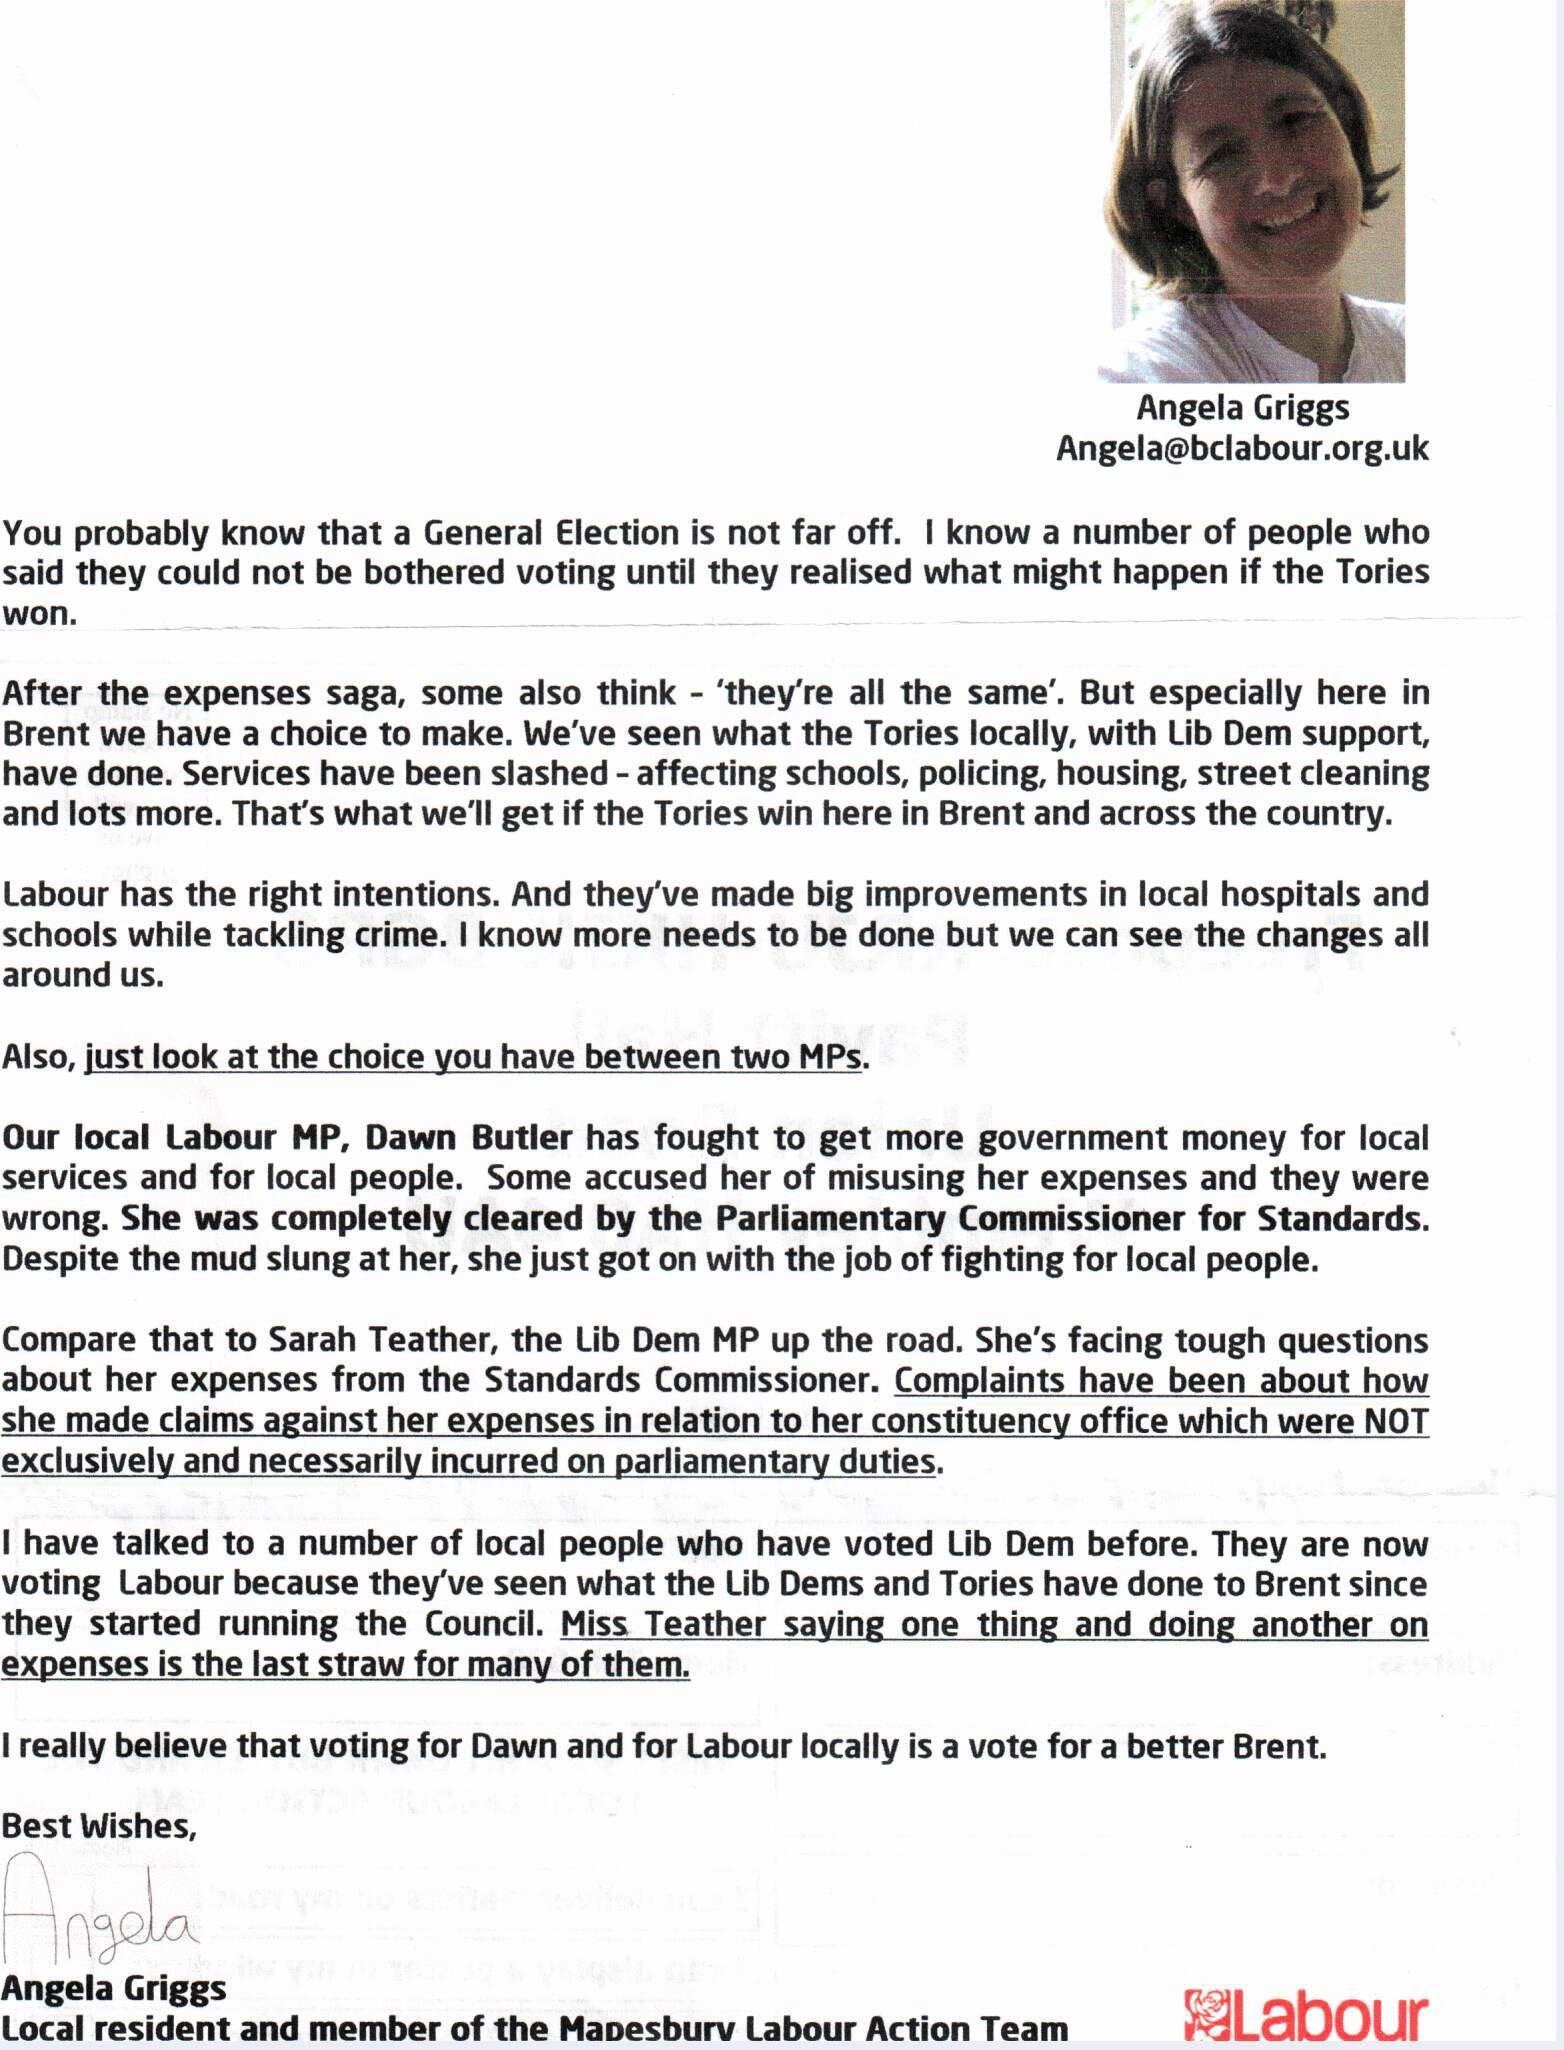 Angela Griggs
Angela@bclabour.org.uk
You probably know that a General Election is not far off.  I know a number of people who
said they could not be bothered voting until they realised what might happen if the Tories
won.
After the expenses saga, some also think – ‘they’re all the same’. But especially here in
Brent we have a choice to make. We’ve seen what the Tories locally, with Lib Dem support,
have done. Services have been slashed – affecting schools, policing, housing, street cleaning
and lots more. That’s what we’ll get if the Tories win here in Brent and across the country.
Labour has the right intentions. And they’ve made big improvements in local hospitals and
schools while tackling crime. I know more needs to be done but we can see the changes all
around us.
Also, just look at the choice you have between two MPs.
Our local Labour MP, Dawn Butler has fought to get more government money for local
services and for local people.  Some accused her of misusing her expenses and they were
wrong. She was completely cleared by the Parliamentary Commissioner for Standards.
Despite the mud slung at her, she just got on with the job of fighting for local people.
Compare that to Sarah Teather, the Lib Dem MP up the road. She’s facing tough questions
about her expenses from the Standards Commissioner. Complaints have been about how
she made claims against her expenses in relation to her constituency office which were NOT
exclusively and necessarily incurred on parliamentary duties.
I have talked to a number of local people who have voted Lib Dem before. They are now
voting  Labour because they’ve seen what the Lib Dems and Tories have done to Brent since
they started running the Council. Miss Teather saying one thing and doing another on
expenses is the last straw for many of them.
I really believe that voting for Dawn and for Labour locally is a vote for a better Brent.
Best Wishes,
Angela
Angela Griggs
Local resident and member of the Mapesbury Labour Action Team
Labour